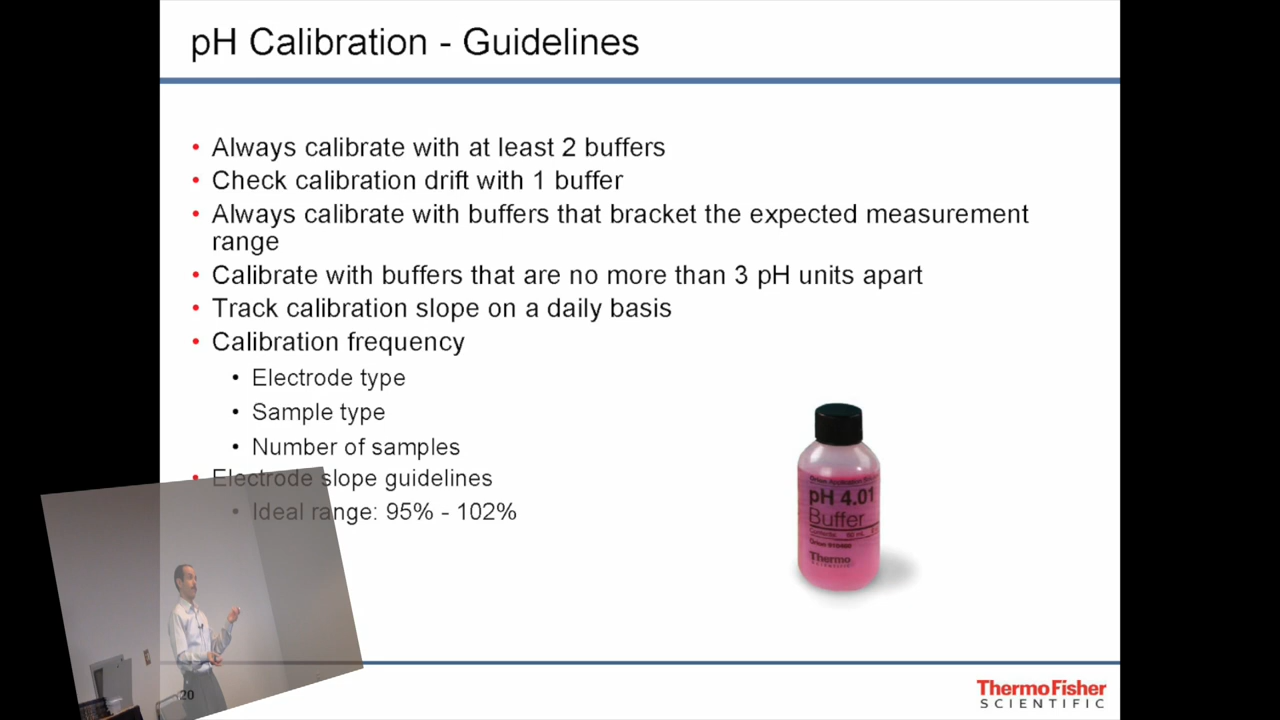 pH Calibration - Guidelines
• Always calibrate with at least 2 buffers
• Check calibration drift with 1 buffer
• Always calibrate with buffers that bracket the expected measurement
range
• Calibrate with buffers that are no more than 3 pH units apart
• Track calibration slope on a daily basis
• Calibration frequency
• Electrode type
• Sample type
• Number of samples
• Electrode slope guidelines
• Ideal range: 95% - 102%
pH 4.01
Buffer
Thermo
SCIENTIFIC
20
ThermoFisher
SCIENTIFIC